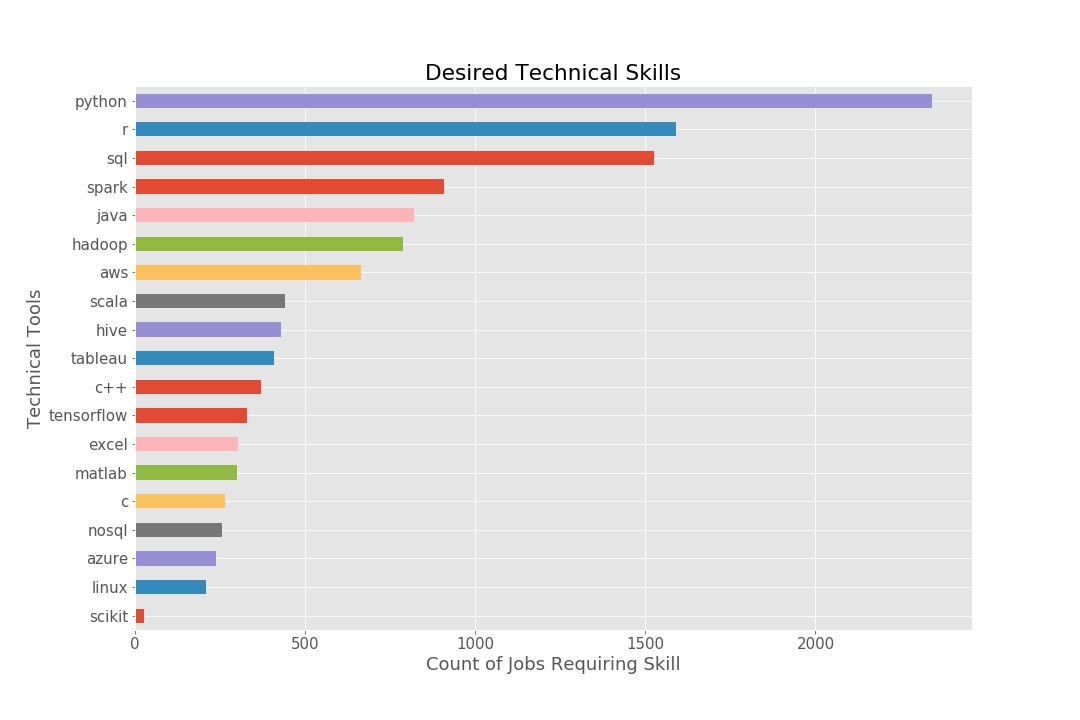 Desired Technical Skills
python
r
sql
spark
java
hadoop
aws
scala
hive
tableau
c++
tensorflow
excel
matlab
c
nosql
azure
linux
scikit
Technical Tools
0 500 1000 1500 2000
Count of Jobs Requiring Skill